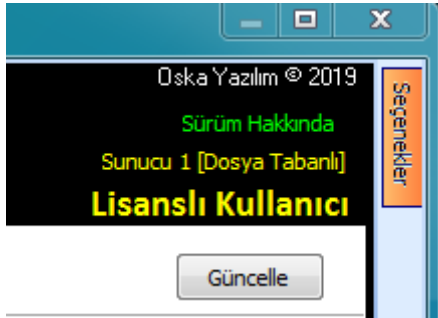 Oska Yazılım © 2019
Sürüm Hakkında
Sunucu 1 [Dosya Tabanlı]
Lisanslı Kullanıcı
Güncelle
Seçenekler